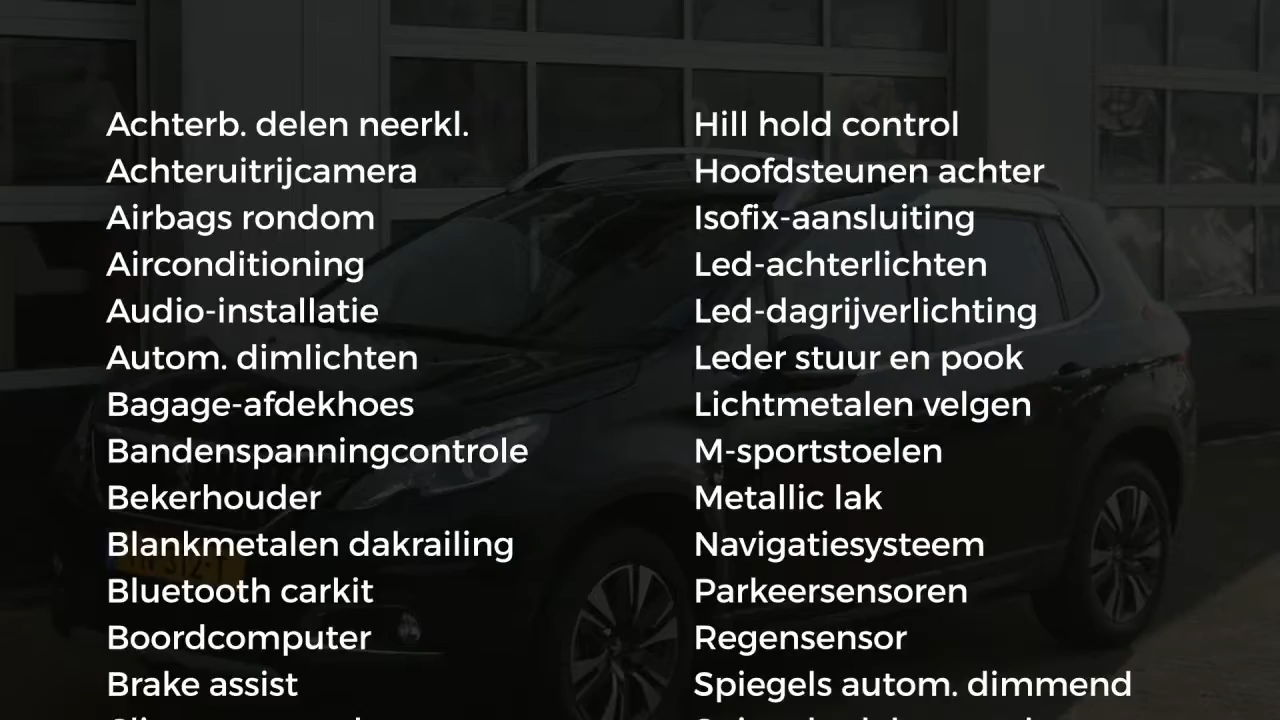 Achterb. delen neerkl.
Achteruitrijcamera
Airbags rondom
Airconditioning
Audio-installatie
Autom. dimlichten
Bagage-afdekhoes
Bandenspanningcontrole
Bekerhouder
Blankmetalen dakrailing
Bluetooth carkit
Boordcomputer
Brake assist
Hill hold control
Hoofdsteunen achter
Isofix-aansluiting
Led-achterlichten
Led-dagrijverlichting
Leder stuur en pook
Lichtmetalen velgen
M-sportstoelen
Metallic lak
Navigatiesysteem
Parkeersensoren
Regensensor
Spiegels autom. dimmend